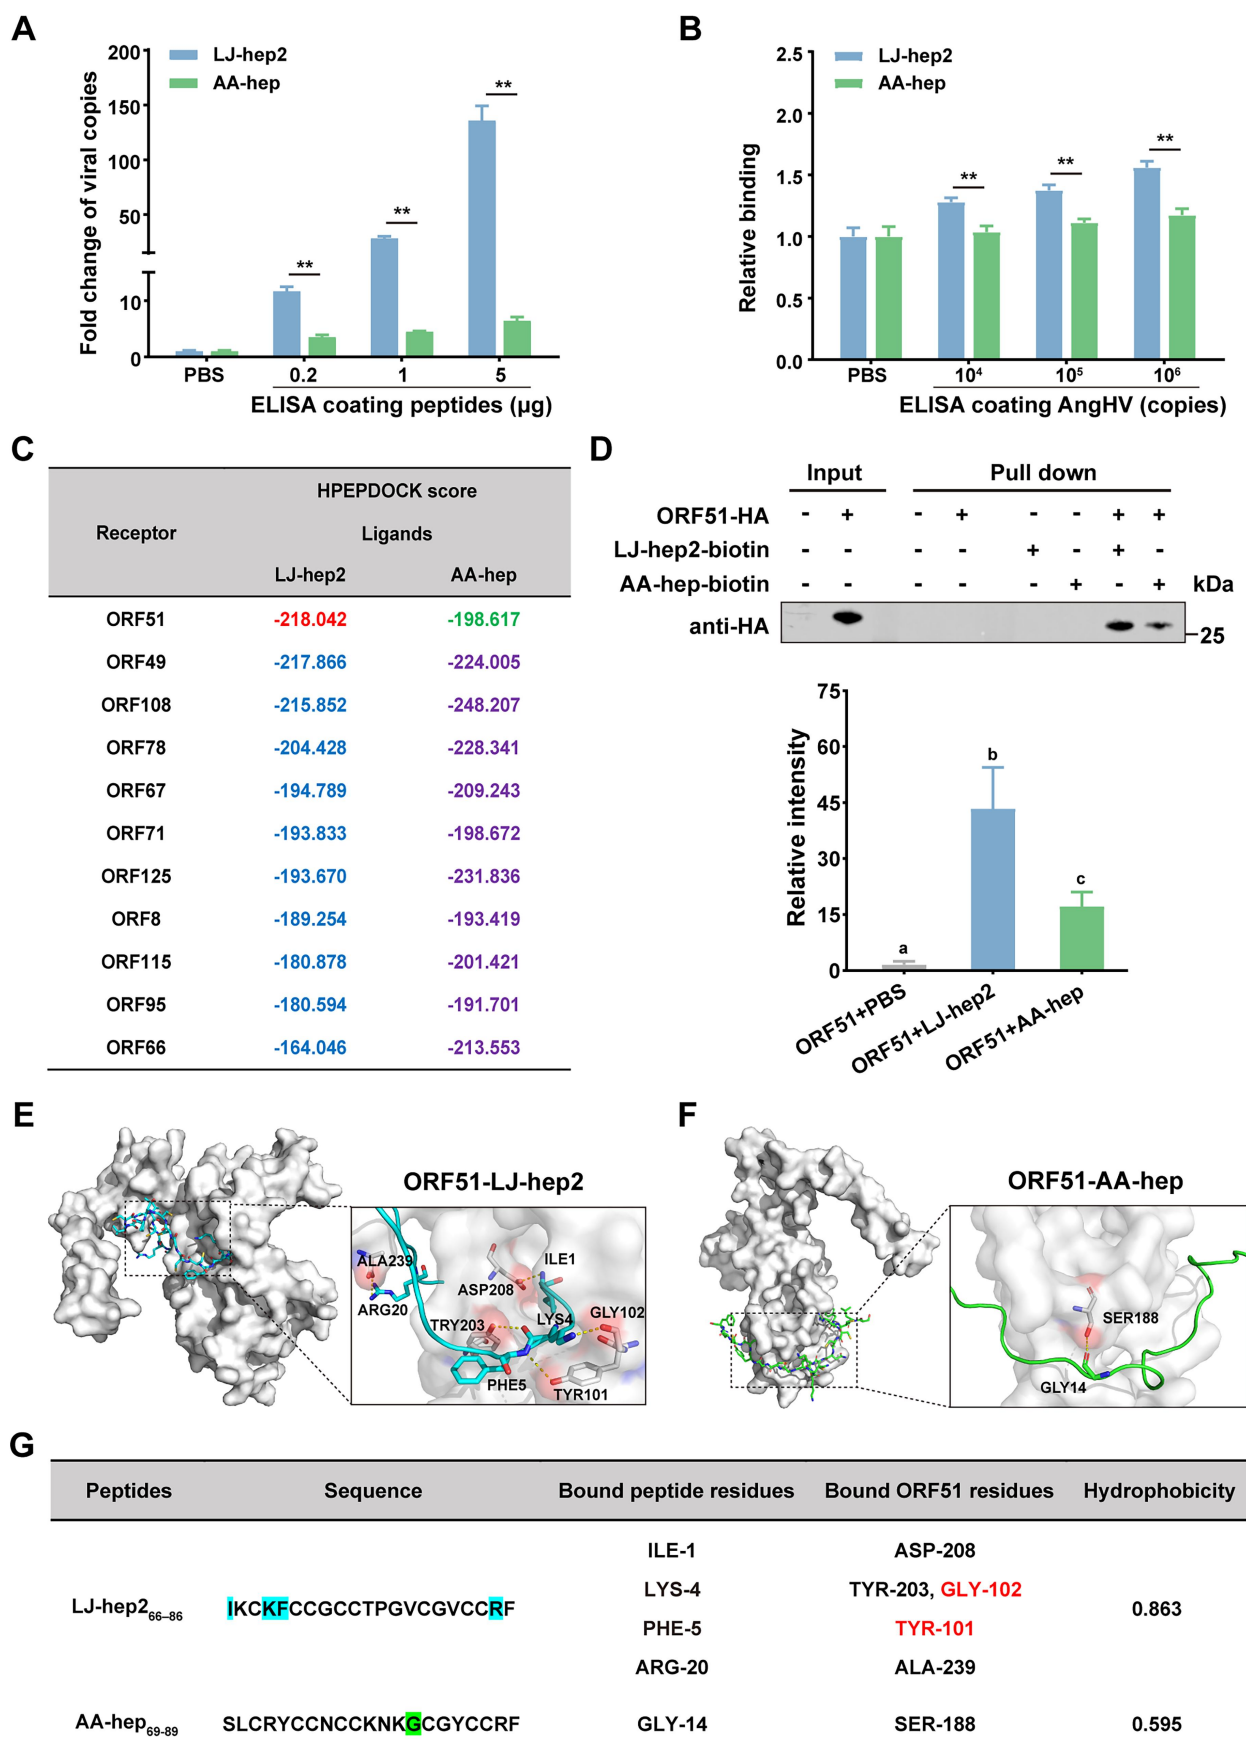 A
Fold change of viral copies
200
150
100
50
10
0
LJ-hep2
AA-hep
**
**
**
PBS
0.2
1
5
ELISA coating peptides (μg)
B
Relative binding
2.5
2.0
1.5
1.0
0.5
0.0
LJ-hep2
AA-hep
**
**
**
PBS
10⁴
10⁵
10⁶
ELISA coating AngHV (copies)
C
HPEPDOCK score
Receptor
Ligands
LJ-hep2 AA-hep
ORF51 -218.042 -198.617
ORF49 -217.866 -224.005
ORF108 -215.852 -248.207
ORF78 -204.428 -228.341
ORF67 -194.789 -209.243
ORF71 -193.833 -198.672
ORF125 -193.670 -231.836
ORF8 -189.254 -193.419
ORF115 -180.878 -201.421
ORF95 -180.594 -191.701
ORF66 -164.046 -213.553
D
Input Pull down
ORF51-HA - + - + - - + +
LJ-hep2-biotin - - - - + - + -
AA-hep-biotin - - - - - + - + kDa
anti-HA
25
Relative intensity
75
60
45
30
15
0
a
b
c
ORF51+PBS
ORF51+LJ-hep2
ORF51+AA-hep
E
ORF51-LJ-hep2
ALA239
ARG20
ASP208
ILE1
TRY203
LYS4
GLY102
PHE5
TYR101
F
ORF51-AA-hep
SER188
GLY14
G
Peptides Sequence Bound peptide residues Bound ORF51 residues Hydrophobicity
ILE-1 ASP-208
LYS-4 TYR-203, GLY-102
LJ-hep2₆₆₋₈₆ IKCKFCCGCCTPGVCGVCCRF 0.863
PHE-5 TYR-101
ARG-20 ALA-239
AA-hep₆₉₋₈₉ SLCRYCCNCCKNKGCGYCCRF GLY-14 SER-188 0.595